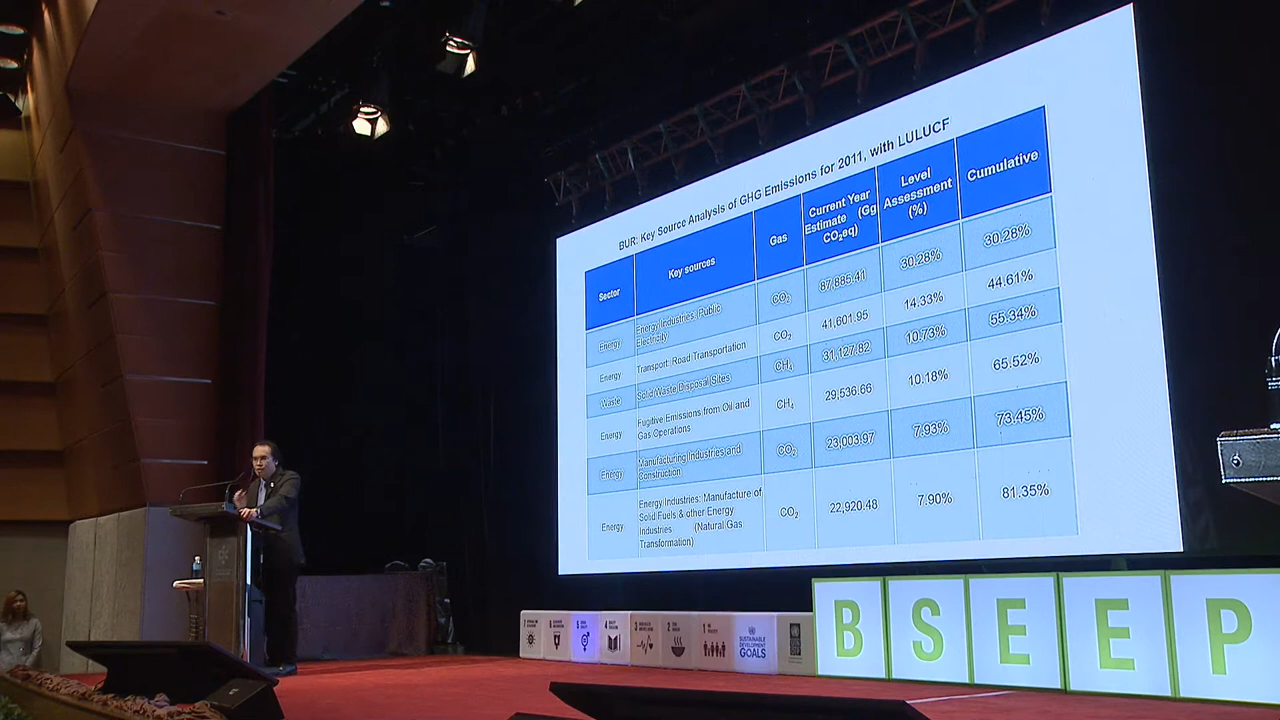 BUR: Key Source Analysis of GHG Emissions for 2011, with LULUCF
Sector
Key sources
Gas
Current Year
Estimate (Gg
CO₂eq)
Level
Assessment
(%)
Cumulative
Energy
Energy Industries: Public
Electricity
CO₂
87,885.41
30.28%
30.28%
Energy
Transport: Road Transportation
CO₂
41,601.95
14.33%
44.61%
Waste
Solid Waste Disposal Sites
CH₄
31,127.82
10.73%
55.34%
Energy
Fugitive Emissions from Oil and
Gas Operations
CH₄
29,536.66
10.18%
65.52%
Energy
Manufacturing Industries and
Construction
CO₂
23,003.97
7.93%
73.45%
Energy
Energy Industries: Manufacture of
Solid Fuels & other Energy
Industries (Natural Gas
Transformation)
CO₂
22,920.48
7.90%
81.35%
5
4
3
2
1
SUSTAINABLE
DEVELOPMENT
GOALS
BSEEP